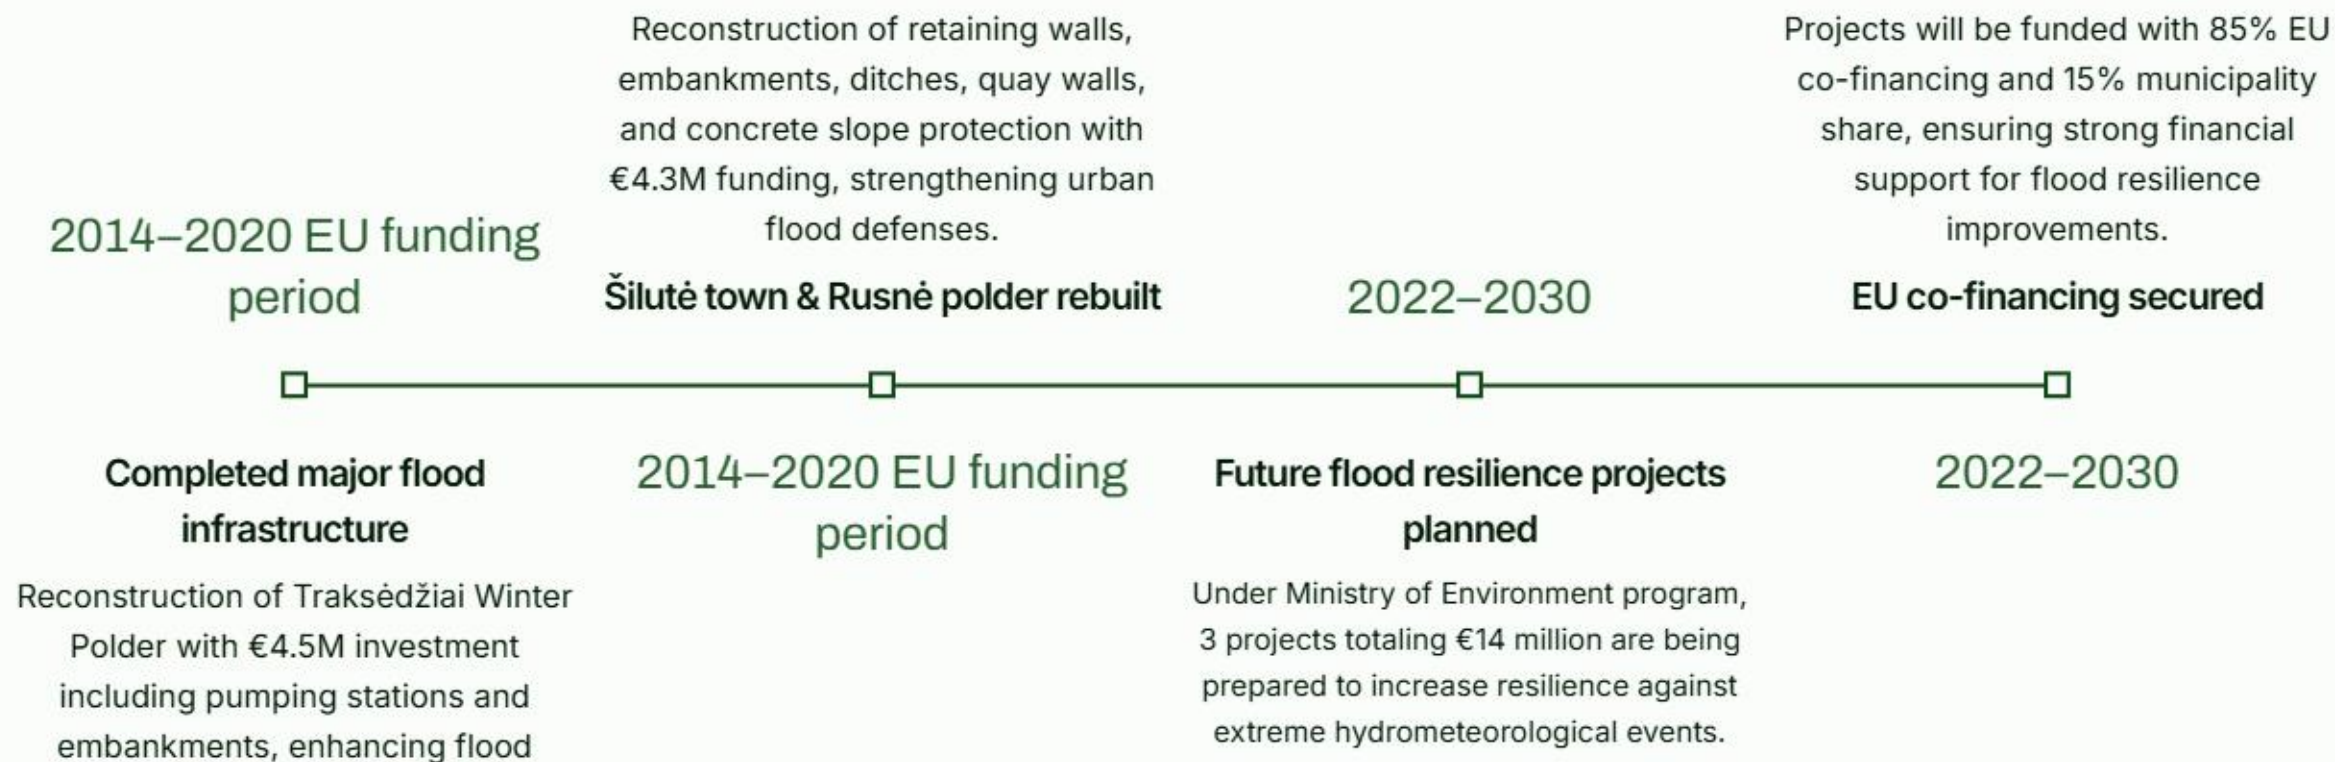 2014–2020 EU funding
period
Completed major flood
infrastructure
Reconstruction of Traksėdžiai Winter
Polder with €4.5M investment
including pumping stations and
embankments, enhancing flood
Reconstruction of retaining walls,
embankments, ditches, quay walls,
and concrete slope protection with
€4.3M funding, strengthening urban
flood defenses.
Šilutė town & Rusnė polder rebuilt
2014–2020 EU funding
period
2022–2030
Future flood resilience projects
planned
Under Ministry of Environment program,
3 projects totaling €14 million are being
prepared to increase resilience against
extreme hydrometeorological events.
Projects will be funded with 85% EU
co-financing and 15% municipality
share, ensuring strong financial
support for flood resilience
improvements.
EU co-financing secured
2022–2030